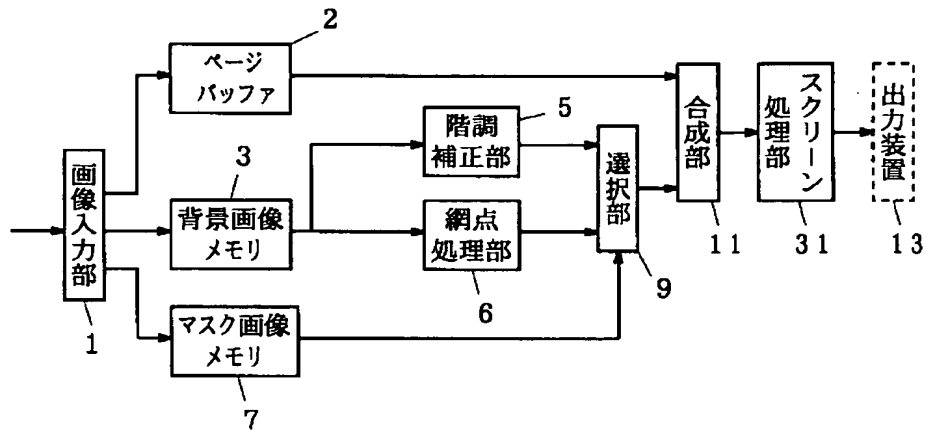 2
ページ
バッファ
5
階調
補正部
3
背景画像
メモリ
網点
処理部
6
画像入力部
1
マスク画像
メモリ
7
選択部
9
合成部
11
スクリーン
処理部
31
出力装置
13